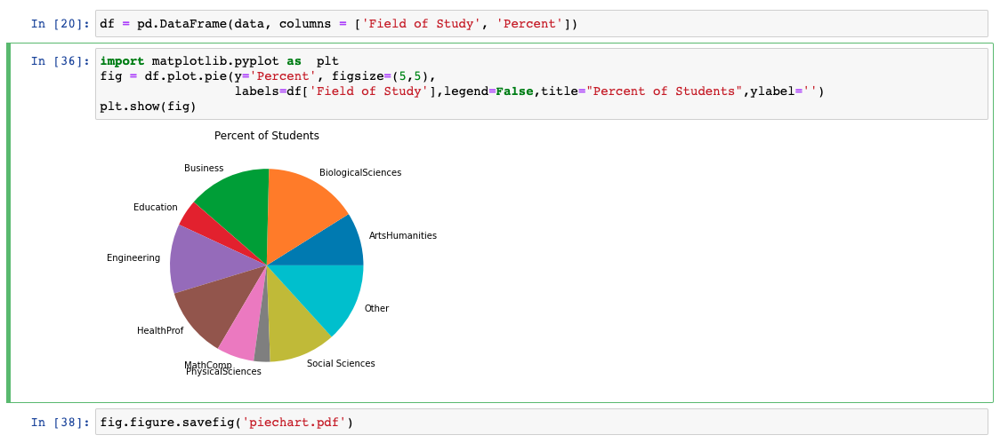 In [20]: df = pd.DataFrame(data, columns = ['Field of Study', 'Percent'])
In [36]: import matplotlib.pyplot as  plt
fig = df.plot.pie(y='Percent', figsize=(5,5),
labels=df['Field of Study'],legend=False,title="Percent of Students",ylabel='')
plt.show(fig)
Percent of Students
Business
BiologicalSciences
Education
ArtsHumanities
Engineering
Other
HealthProf
Social Sciences
MathComp
PhysicalSciences
In [38]: fig.figure.savefig('piechart.pdf')